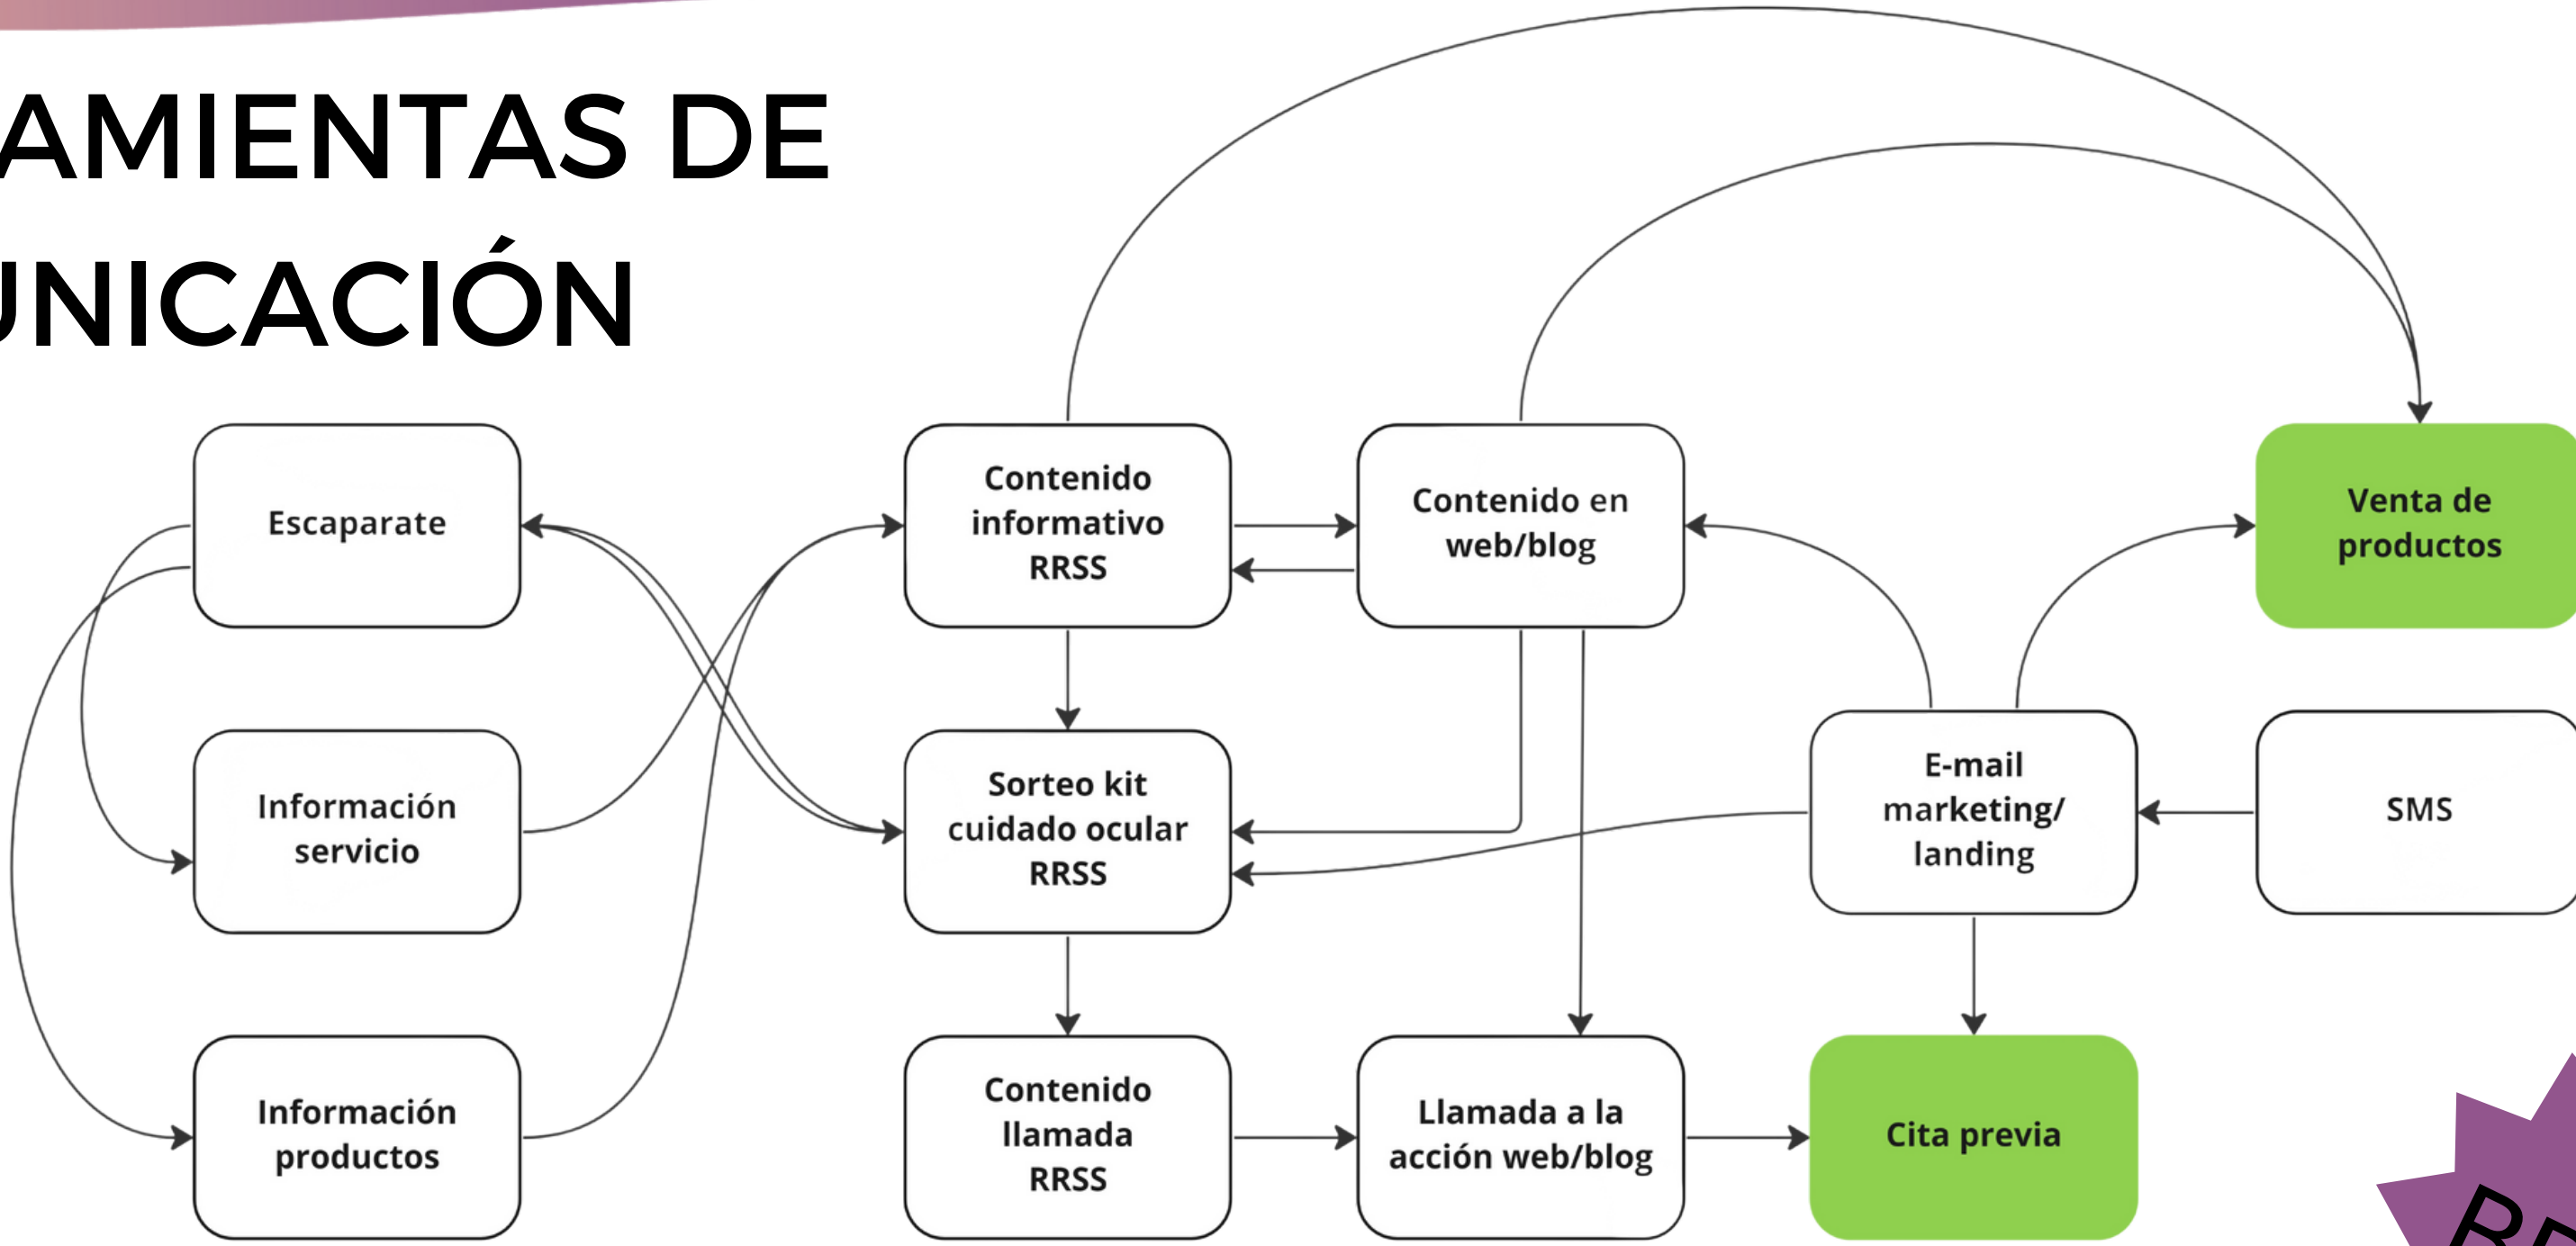 AMIENTAS DE
UNICACIÓN
Escaparate
Contenido
informativo
RRSS
Contenido en
web/blog
Venta de
productos
Información
servicio
Sorteo kit
cuidado ocular
RRSS
E-mail
marketing/
landing
SMS
Información
productos
Contenido
llamada
RRSS
Llamada a la
acción web/blog
Cita previa